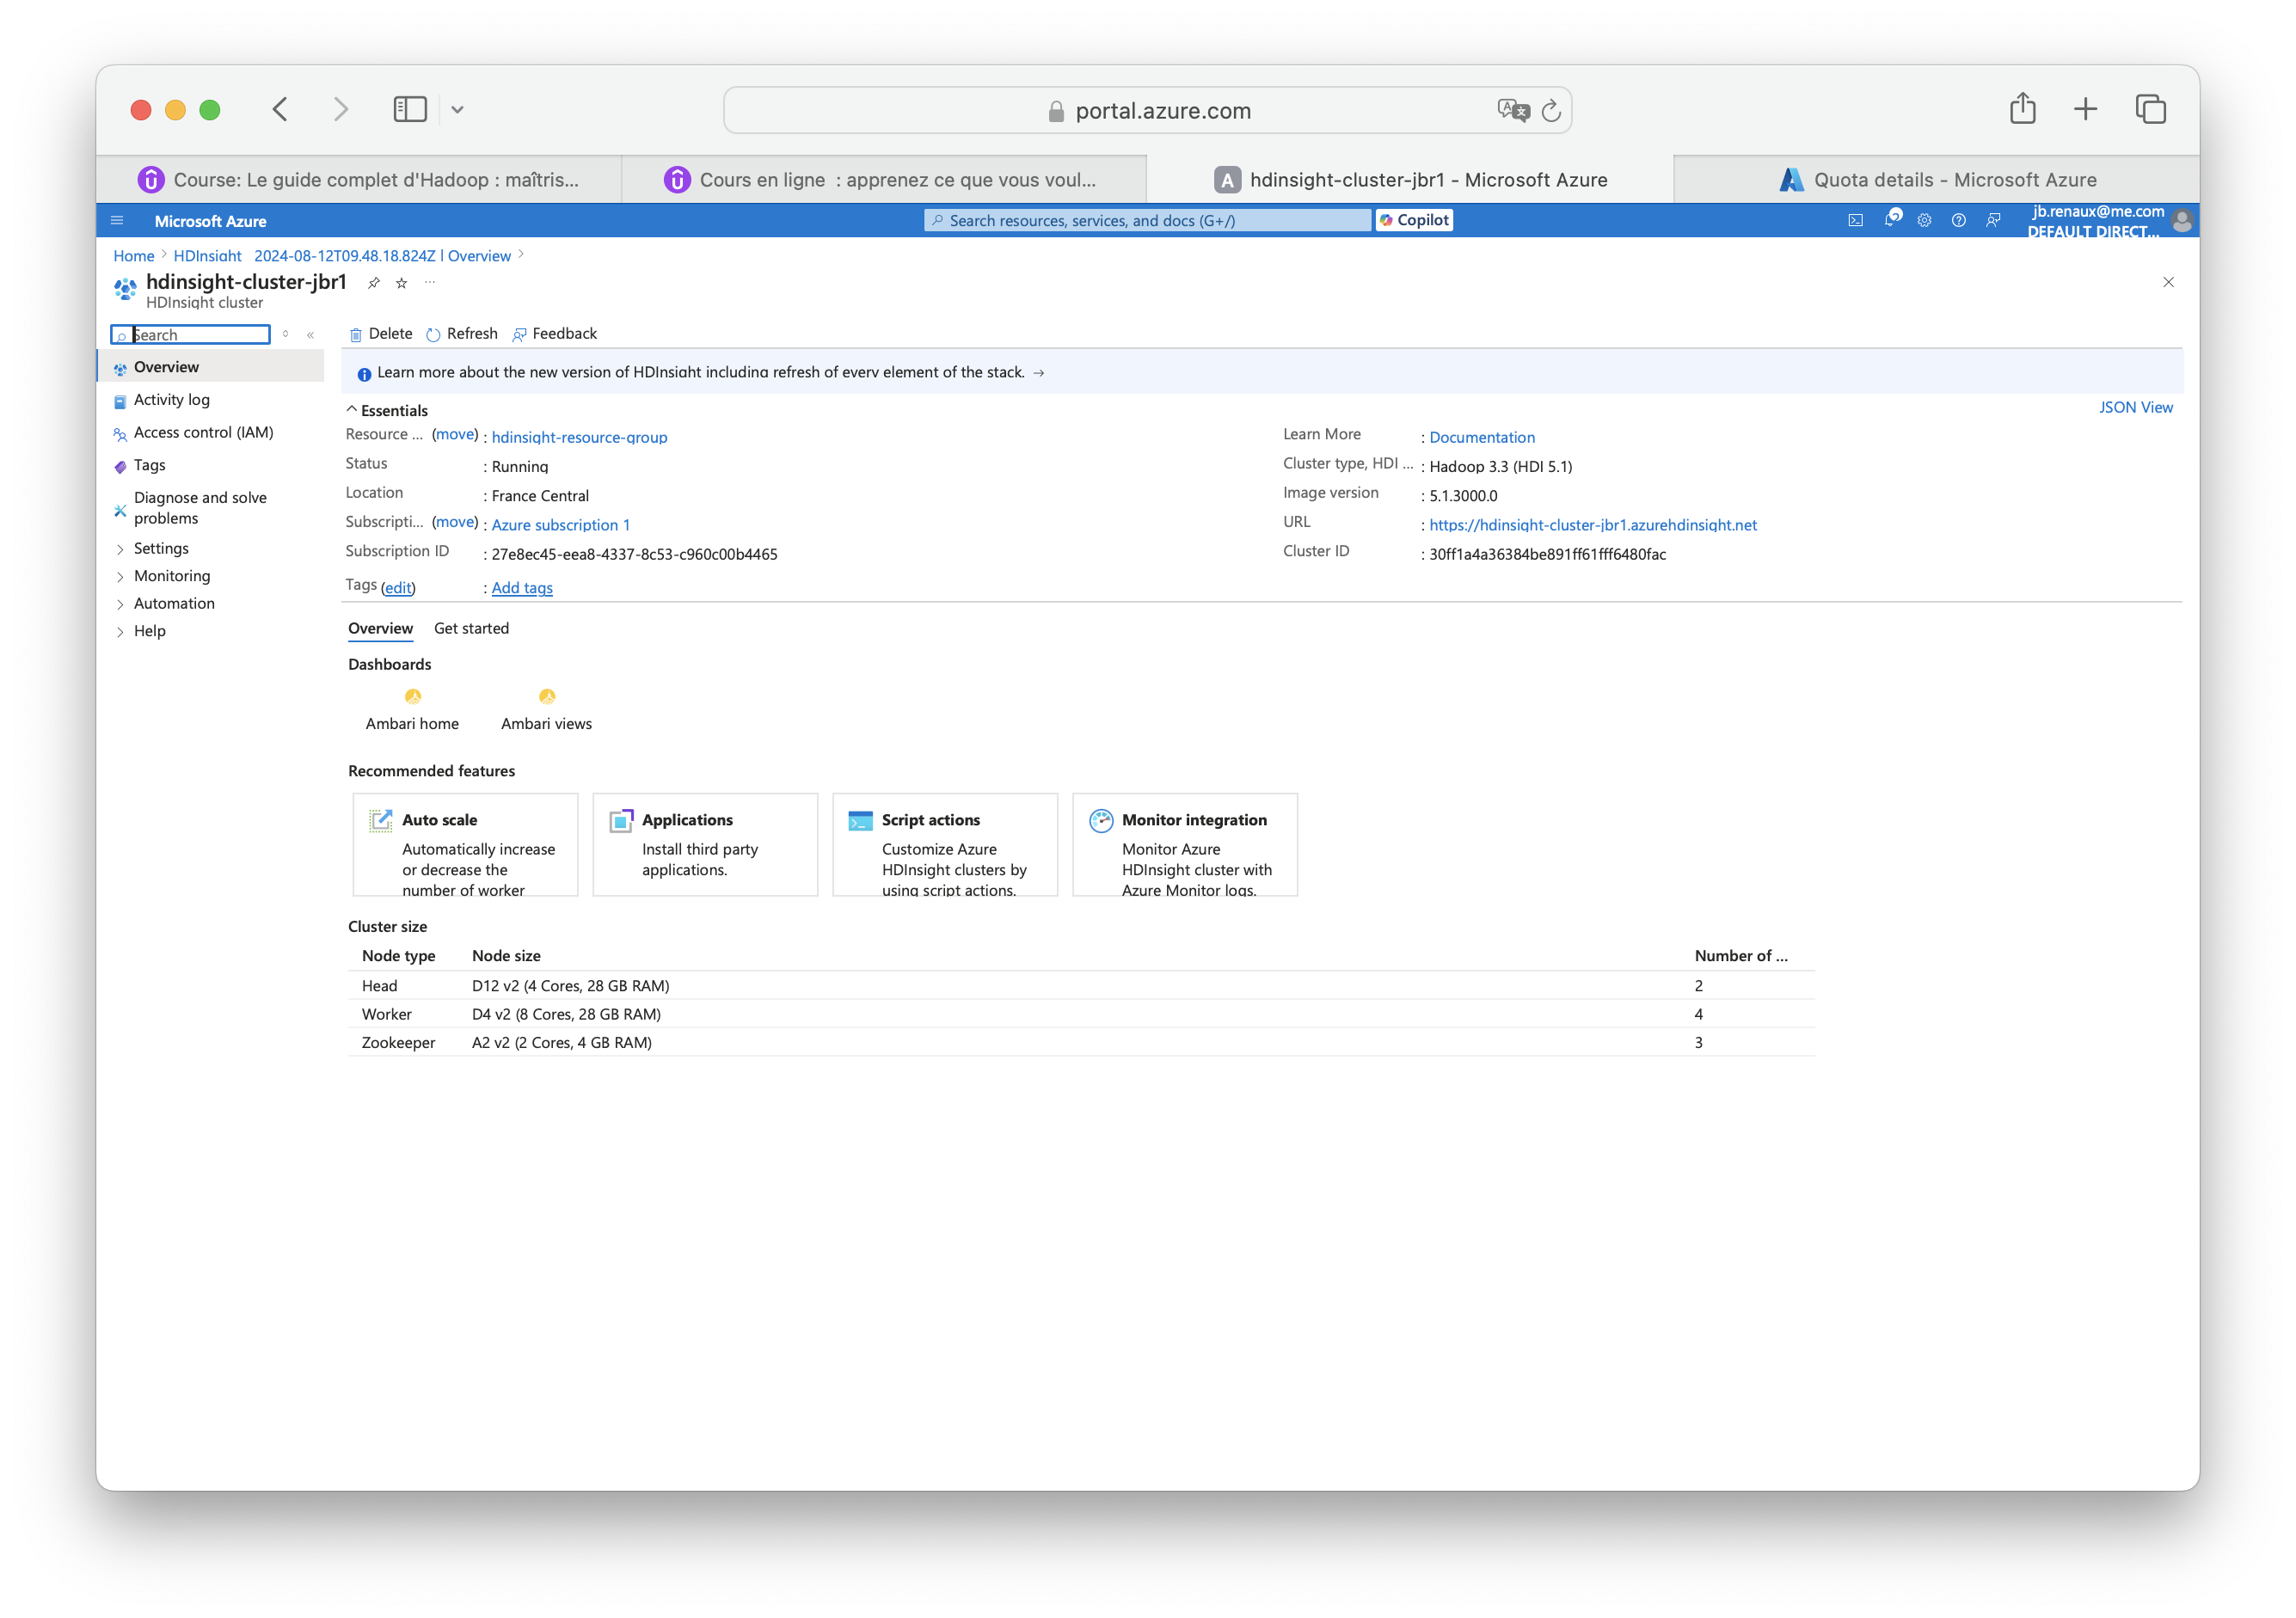 portal.azure.com
Course: Le guide complet d'Hadoop : maîtris...
Cours en ligne : apprenez ce que vous voul...
A hdinsight-cluster-jbr1 - Microsoft Azure
Quota details - Microsoft Azure
Microsoft Azure
Search resources, services, and docs (G+/)
Copilot
jb.renaux@me.com
DEFAULT DIRECT...
Home > HDInsight 2024-08-12T09.48.18.824Z | Overview >
hdinsight-cluster-jbr1
HDInsight cluster
Search
Delete Refresh Feedback
Overview
Activity log
Access control (IAM)
Tags
Diagnose and solve
problems
Settings
Monitoring
Automation
Help
Learn more about the new version of HDInsight including refresh of every element of the stack. →
Essentials
JSON View
Resource ... (move) : hdinsight-resource-group
Status : Running
Location : France Central
Subscripti... (move) : Azure subscription 1
Subscription ID : 27e8ec45-eea8-4337-8c53-c960c00b4465
Tags (edit) : Add tags
Learn More : Documentation
Cluster type, HDI ... : Hadoop 3.3 (HDI 5.1)
Image version : 5.1.3000.0
URL : https://hdinsight-cluster-jbr1.azurehdinsight.net
Cluster ID : 30ff1a4a36384be891ff61fff6480fac
Overview Get started
Dashboards
Ambari home
Ambari views
Recommended features
Auto scale
Automatically increase
or decrease the
number of worker
Applications
Install third party
applications.
Script actions
Customize Azure
HDInsight clusters by
using script actions.
Monitor integration
Monitor Azure
HDInsight cluster with
Azure Monitor logs.
Cluster size
Node type Node size Number of ...
Head D12 v2 (4 Cores, 28 GB RAM) 2
Worker D4 v2 (8 Cores, 28 GB RAM) 4
Zookeeper A2 v2 (2 Cores, 4 GB RAM) 3